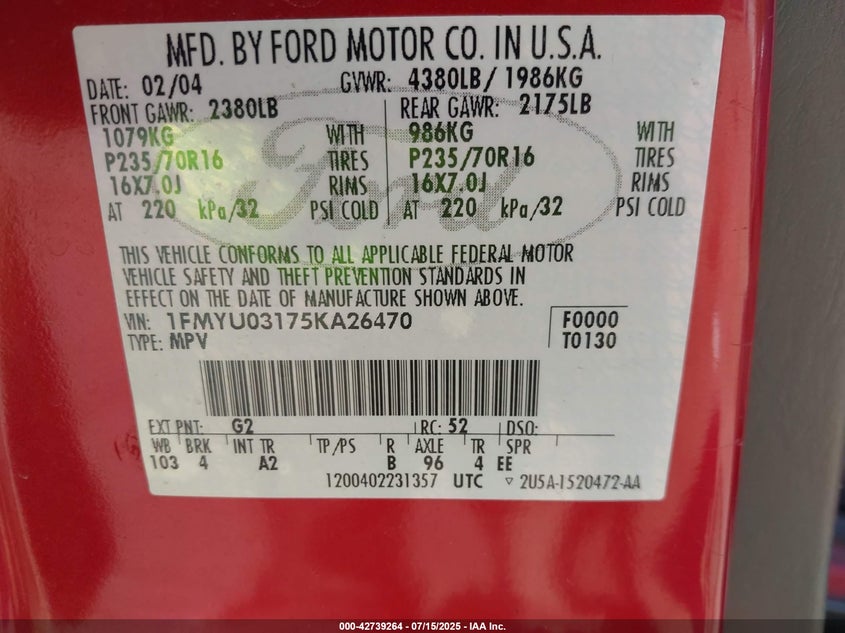 MFD. BY FORD MOTOR CO. IN U.S.A.
DATE: 02/04 GVWR: 4380LB/ 1986KG
FRONT GAWR: 2380LB REAR GAWR: 2175LB
1079KG WITH 986KG WITH
P235/70R16 TIRES P235/70R16 TIRES
16X7.0J RIMS 16X7.0J RIMS
AT 220 kPa/32 PSI COLD AT 220 kPa/32 PSI COLD
Ford
THIS VEHICLE CONFORMS TO ALL APPLICABLE FEDERAL MOTOR
VEHICLE SAFETY AND THEFT PREVENTION STANDARDS IN
EFFECT ON THE DATE OF MANUFACTURE SHOWN ABOVE.
VIN: 1FMYU03175KA26470 F0000
TYPE: MPV T0130
EXT PNT: G2 RC: 52 DSO:
WB BRK INT TR TP/PS R AXLE TR SPR
103 4 A2 B 96 4 EE
1200402231357 UTC ▿ 2U5A-1520472-AA
000-42739264 - 07/15/2025 - IAA Inc.